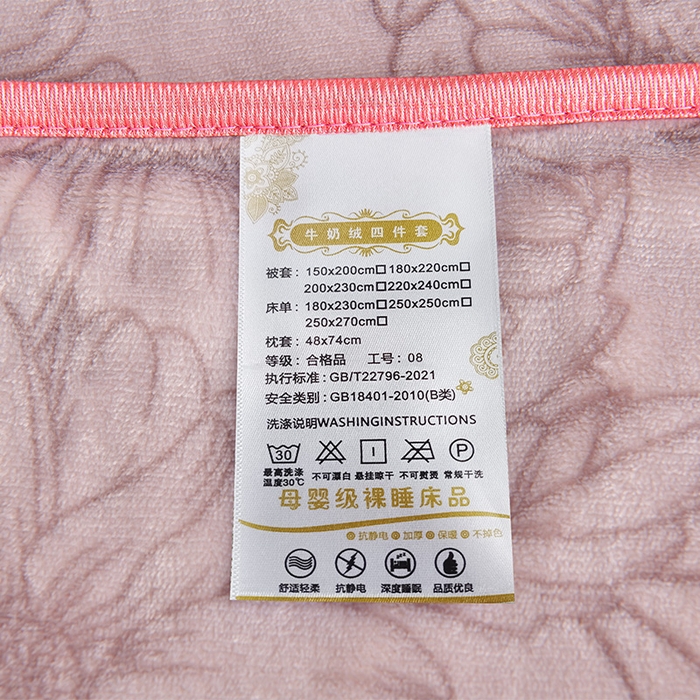 牛奶绒四件套
被套：150x200cm□ 180x220cm□
200x230cm□ 220x240cm□
床单：180x230cm□ 250x250cm□
250x270cm□
枕套：48x74cm
等级：合格品 工号：08
执行标准：GB/T22796-2021
安全类别：GB18401-2010(B类)
洗涤说明WASHINGINSTRUCTIONS
30 P
最高洗涤温度30℃ 不可漂白 悬挂晾干 不可熨烫 常规干洗
母婴级裸睡床品
抗静电 加厚 保暖 不掉色
舒适轻柔 抗静电 深度睡眠 品质优良